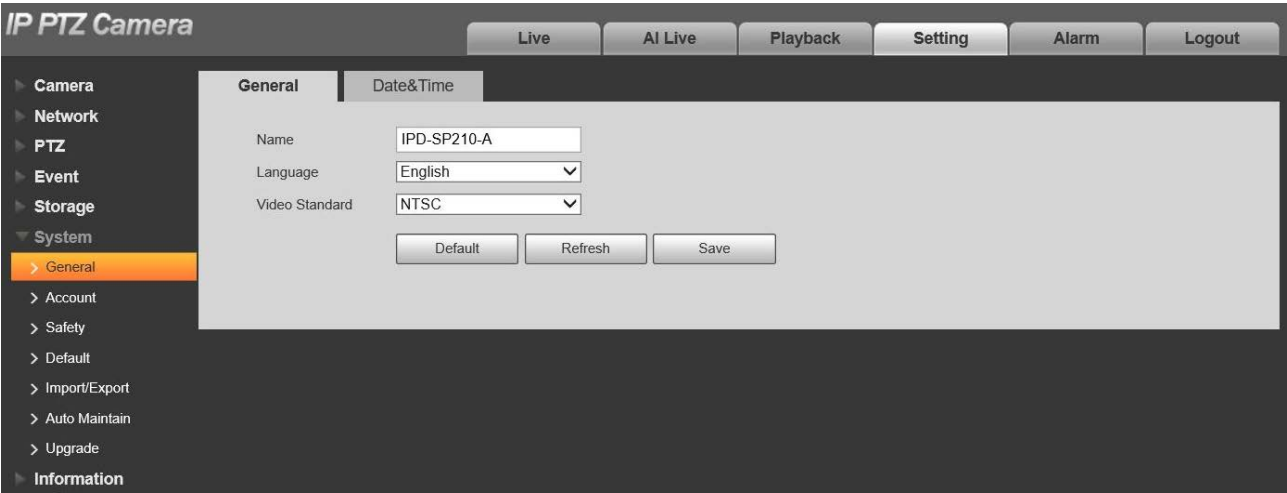 IP PTZ Camera
Live AI Live Playback Setting Alarm Logout
Camera
Network
PTZ
Event
Storage
System
General
Account
Safety
Default
Import/Export
Auto Maintain
Upgrade
Information
General Date&Time
Name IPD-SP210-A
Language English
Video Standard NTSC
Default Refresh Save